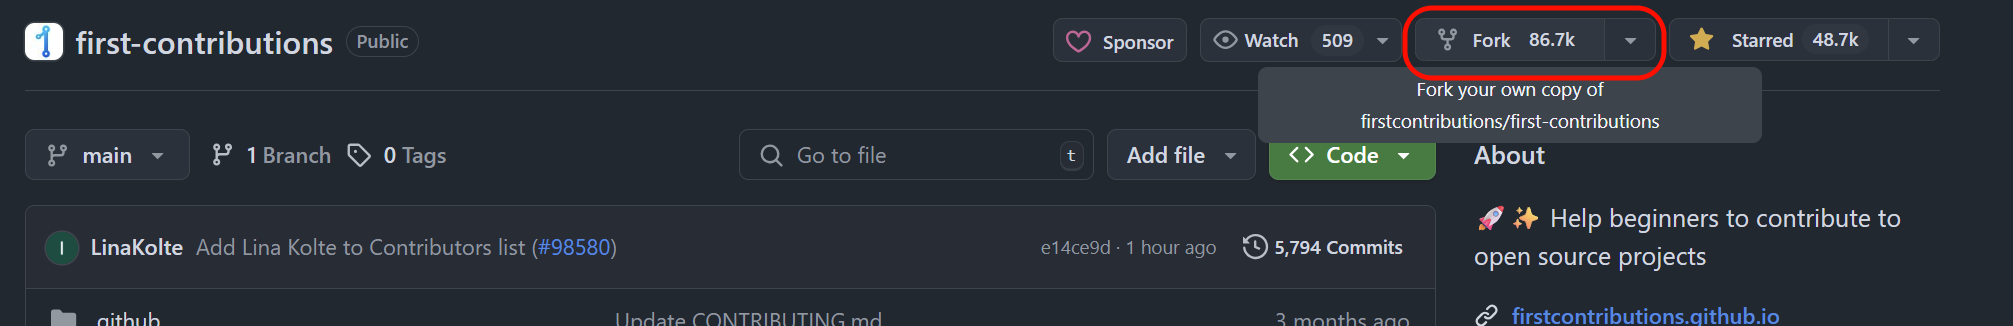 first-contributions Public Sponsor Watch 509 Fork 86.7k Starred 48.7k
Fork your own copy of
firstcontributions/first-contributions
main 1 Branch 0 Tags Go to file t Add file <> Code About
LinaKolte Add Lina Kolte to Contributors list (#98580) e14ce9d · 1 hour ago 5,794 Commits
🚀✨ Help beginners to contribute to
open source projects
.github Update CONTRIBUTING.md 3 months ago
firstcontributions.github.io